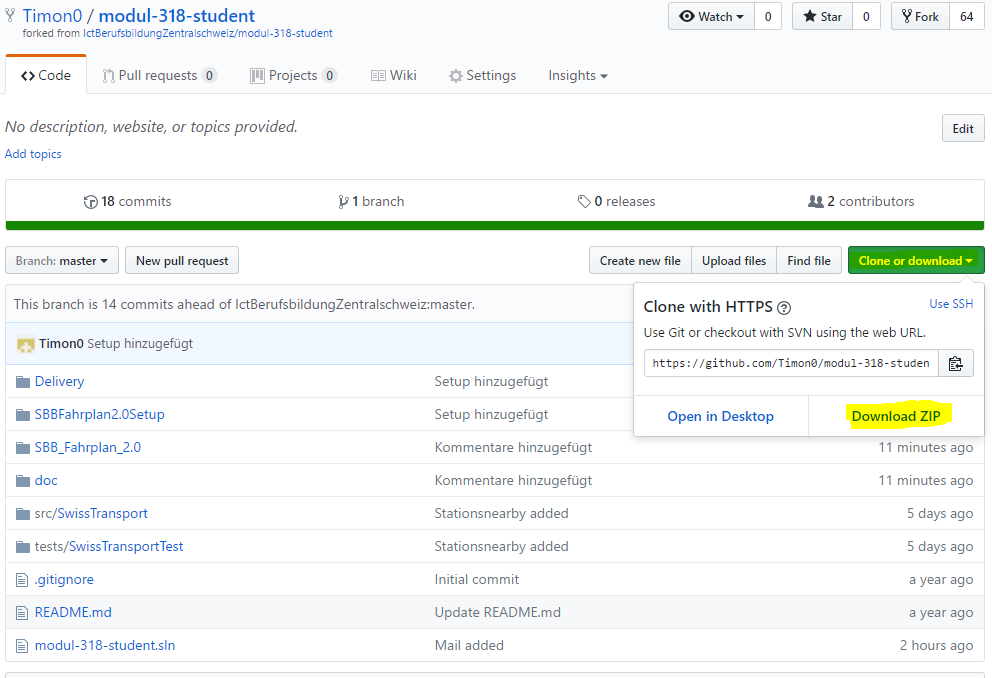 Timon0 / modul-318-student
Watch 0 Star 0 Fork 64
forked from IctBerufsbildungZentralschweiz/modul-318-student
Code Pull requests 0 Projects 0 Wiki Settings Insights
No description, website, or topics provided.
Edit
Add topics
18 commits 1 branch 0 releases 2 contributors
Branch: master New pull request Create new file Upload files Find file Clone or download
This branch is 14 commits ahead of IctBerufsbildungZentralschweiz:master.
Clone with HTTPS ? Use SSH
Use Git or checkout with SVN using the web URL.
https://github.com/Timon0/modul-318-studen
Open in Desktop Download ZIP
Timon0 Setup hinzugefügt
Delivery Setup hinzugefügt
SBBFahrplan2.0Setup Setup hinzugefügt
SBB_Fahrplan_2.0 Kommentare hinzugefügt 11 minutes ago
doc Kommentare hinzugefügt 11 minutes ago
src/SwissTransport Stationsnearby added 5 days ago
tests/SwissTransportTest Stationsnearby added 5 days ago
.gitignore Initial commit a year ago
README.md Update README.md a year ago
modul-318-student.sln Mail added 2 hours ago